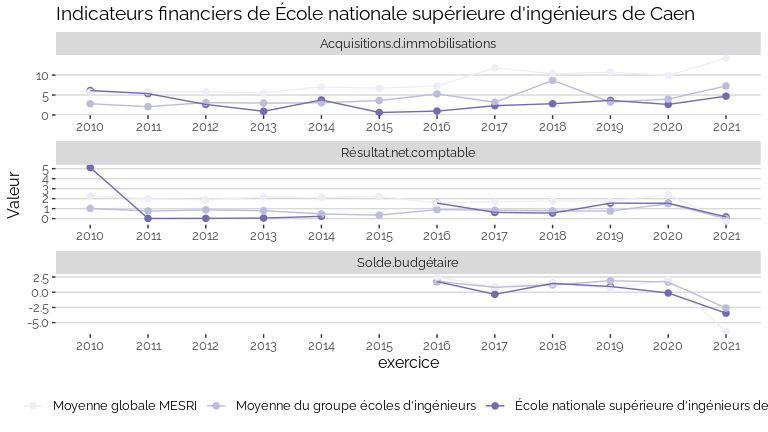 Indicateurs financiers de École nationale supérieure d'ingénieurs de Caen
Acquisitions.d.immobilisations
10
5
0
2010 2011 2012 2013 2014 2015 2016 2017 2018 2019 2020 2021
Résultat.net.comptable
5
4
3
2
1
0
2010 2011 2012 2013 2014 2015 2016 2017 2018 2019 2020 2021
Solde.budgétaire
2.5
0.0
−2.5
−5.0
2010 2011 2012 2013 2014 2015 2016 2017 2018 2019 2020 2021
Valeur
exercice
Moyenne globale MESRI Moyenne du groupe écoles d'ingénieurs École nationale supérieure d'ingénieurs de